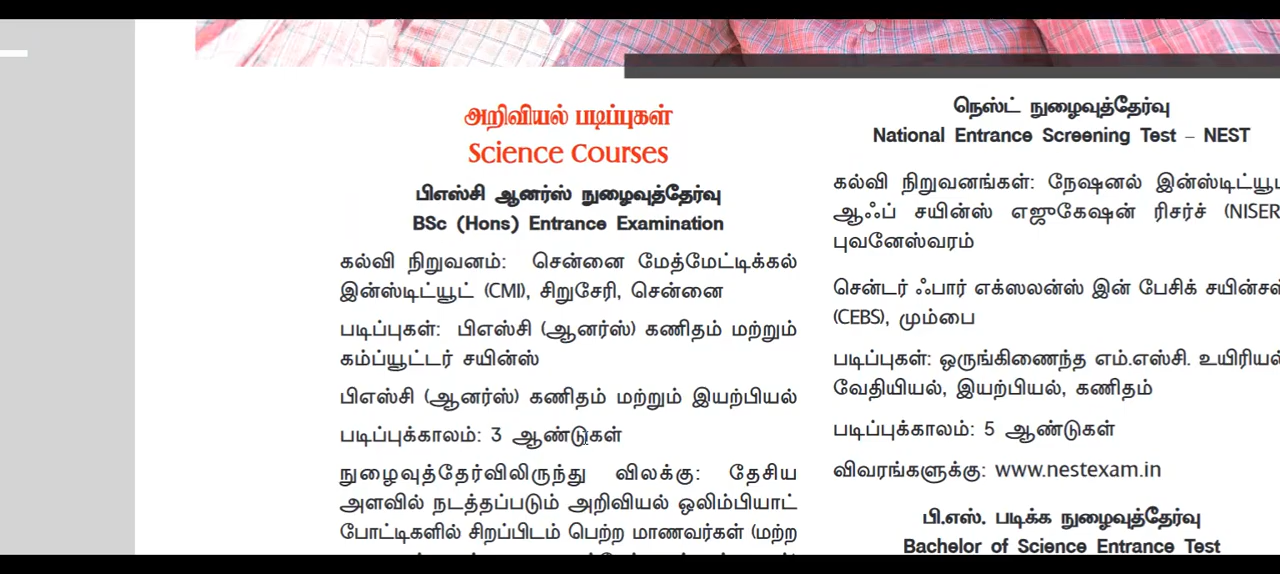 அறிவியல் படிப்புகள்
Science Courses
பிஎஸ்சி ஆனர்ஸ் நுழைவுத்தேர்வு
BSc (Hons) Entrance Examination
கல்வி நிறுவனம்: சென்னை மேத்மேட்டிக்கல்
இன்ஸ்டிட்யூட் (CMI), சிறுசேரி, சென்னை
படிப்புகள்: பிஎஸ்சி (ஆனர்ஸ்) கணிதம் மற்றும்
கம்ப்யூட்டர் சயின்ஸ்
பிஎஸ்சி (ஆனர்ஸ்) கணிதம் மற்றும் இயற்பியல்
படிப்புக்காலம்: 3 ஆண்டுகள்
நுழைவுத்தேர்விலிருந்து விலக்கு: தேசிய
அளவில் நடத்தப்படும் அறிவியல் ஒலிம்பியாட்
போட்டிகளில் சிறப்பிடம் பெற்ற மாணவர்கள் (மற்ற
நெஸ்ட் நுழைவுத்தேர்வு
National Entrance Screening Test – NEST
கல்வி நிறுவனங்கள்: நேஷனல்
ஆஃப் சயின்ஸ் எஜுகேஷன் ரிசர்ச் (NISER
புவனேஸ்வரம்
சென்டர் ஃபார் எக்ஸலன்ஸ் இன் பேசிக்
(CEBS), மும்பை
படிப்புகள்: ஒருங்கிணைந்த எம்.எஸ்சி.
வேதியியல், இயற்பியல், கணிதம்
படிப்புக்காலம்: 5 ஆண்டுகள்
விவரங்களுக்கு: www.nestexam.in
பி.எஸ். படிக்க நுழைவுத்தேர்வு
Bachelor of Science Entrance Test